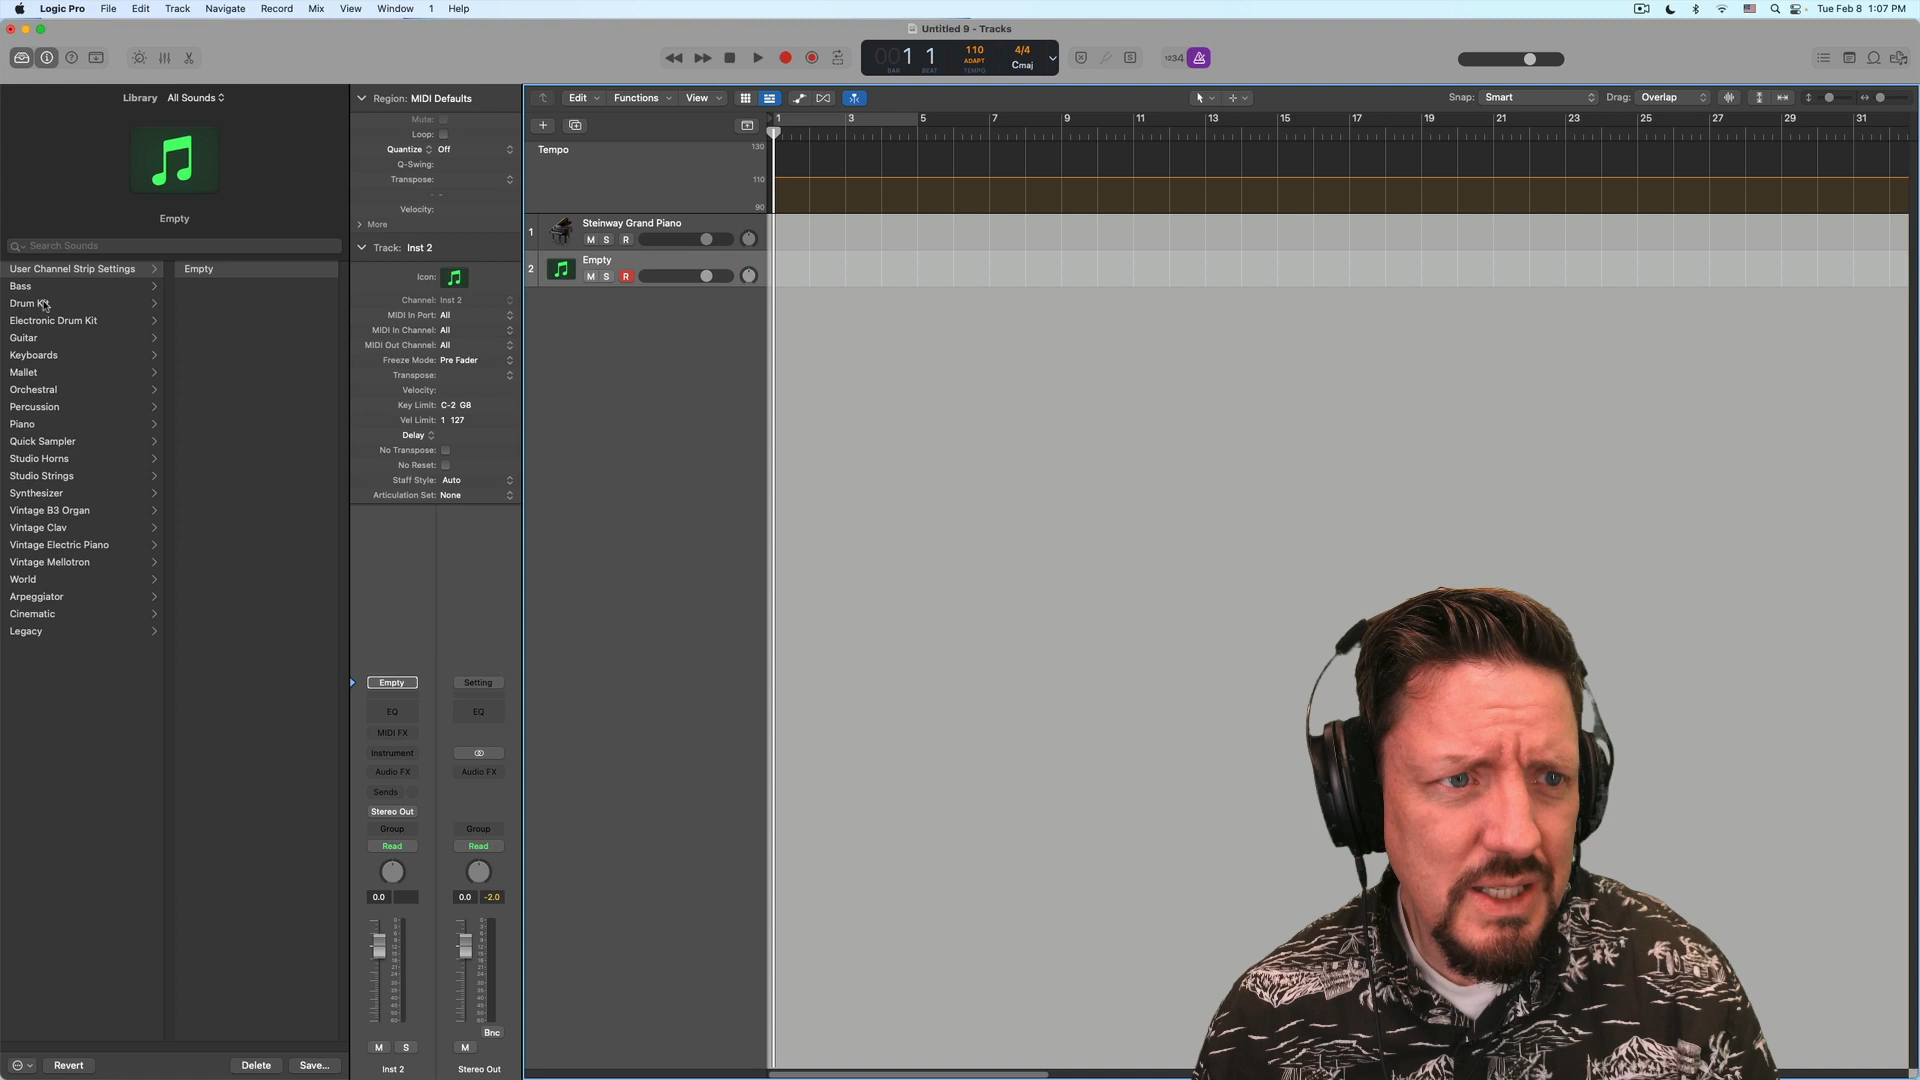 Logic Pro File Edit Track Navigate Record Mix View Window 1 Help Tue Feb 8 1:07 PM
Untitled 9 - Tracks
001 1 110 4/4
ADAPT Cmaj
BAR BEAT TEMPO
1234
Library All Sounds
Empty
Search Sounds
User Channel Strip Settings
Bass
Drum Kit
Electronic Drum Kit
Guitar
Keyboards
Mallet
Orchestral
Percussion
Piano
Quick Sampler
Studio Horns
Studio Strings
Synthesizer
Vintage B3 Organ
Vintage Clav
Vintage Electric Piano
Vintage Mellotron
World
Arpeggiator
Cinematic
Legacy
Empty
Revert Delete Save...
Region: MIDI Defaults
Mute:
Loop:
Quantize Off
Q-Swing:
Transpose:
Velocity:
More
Track: Inst 2
Icon:
Channel: Inst 2
MIDI In Port: All
MIDI In Channel: All
MIDI Out Channel: All
Freeze Mode: Pre Fader
Transpose:
Velocity:
Key Limit: C-2 G8
Vel Limit: 1 127
Delay
No Transpose:
No Reset:
Staff Style: Auto
Articulation Set: None
Empty Setting
EQ EQ
MIDI FX
Instrument
Audio FX Audio FX
Sends
Stereo Out
Group Group
Read Read
0.0 0.0 -2.0
Bnc
M S M
Inst 2 Stereo Out
Edit Functions View Snap: Smart Drag: Overlap
1 3 5 7 9 11 13 15 17 19 21 23 25 27 29 31
Tempo 130
110
90
1 Steinway Grand Piano
M S R
2 Empty
M S R